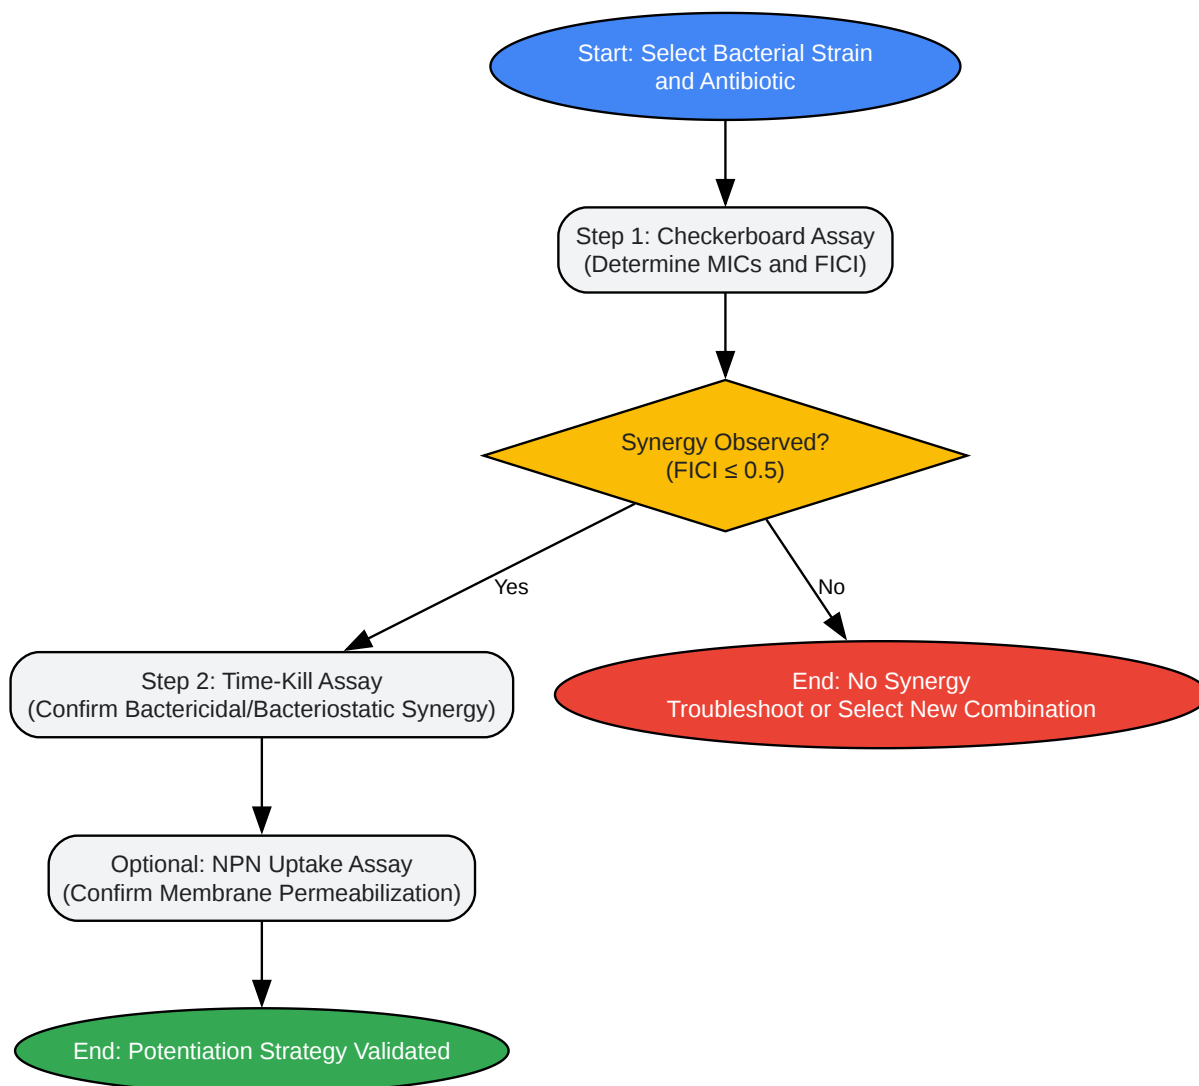 Start: Select Bacterial Strain
and Antibiotic
Step 1: Checkerboard Assay
(Determine MICs and FICI)
Synergy Observed?
(FICI ≤ 0.5)
Yes
No
Step 2: Time-Kill Assay
(Confirm Bactericidal/Bacteriostatic Synergy)
End: No Synergy
Troubleshoot or Select New Combination
Optional: NPN Uptake Assay
(Confirm Membrane Permeabilization)
End: Potentiation Strategy Validated